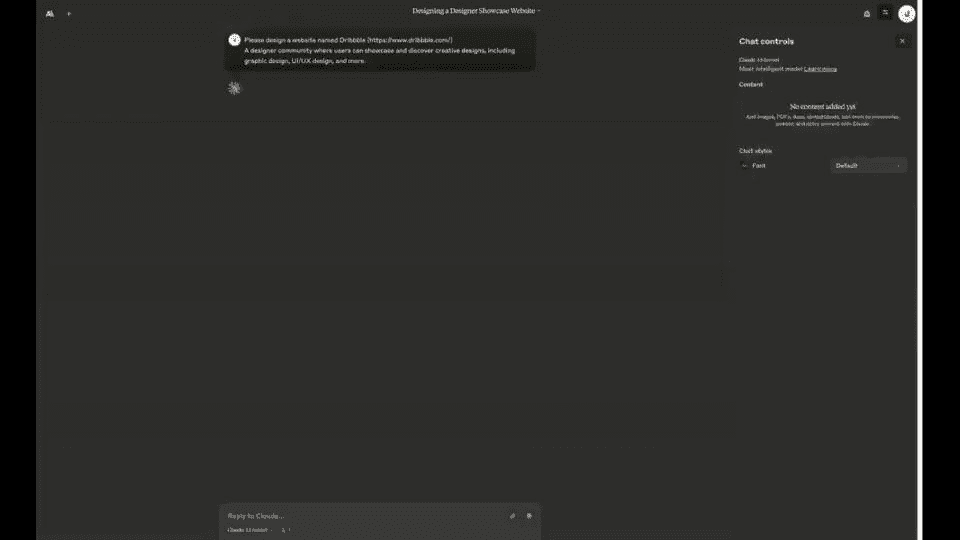 Designing a Designer Showcase Website
Please design a website named Dribbble (https://www.dribbble.com/)
A designer community where users can showcase and discover creative designs, including
graphic design, UI/UX design, and more.
Chat controls
Most intelligent model Learn more
Content
No content added yet
Chat styles
Font
Default
Reply to Claude...